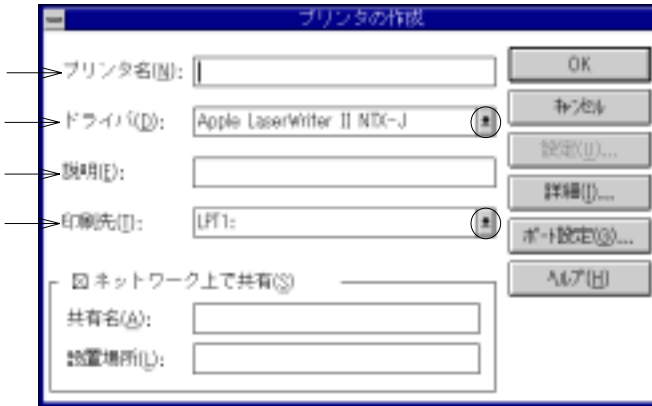 プリンタの作成
プリンタ名(N):
ドライバ(D): Apple LaserWriter II NTX-J
説明(E):
印刷先(T): LPT1:
ネットワーク上で共有(S)
共有名(A):
設置場所(L):
OK
キャンセル
設定(U)...
詳細(I)...
ポート設定(G)...
ヘルプ(H)